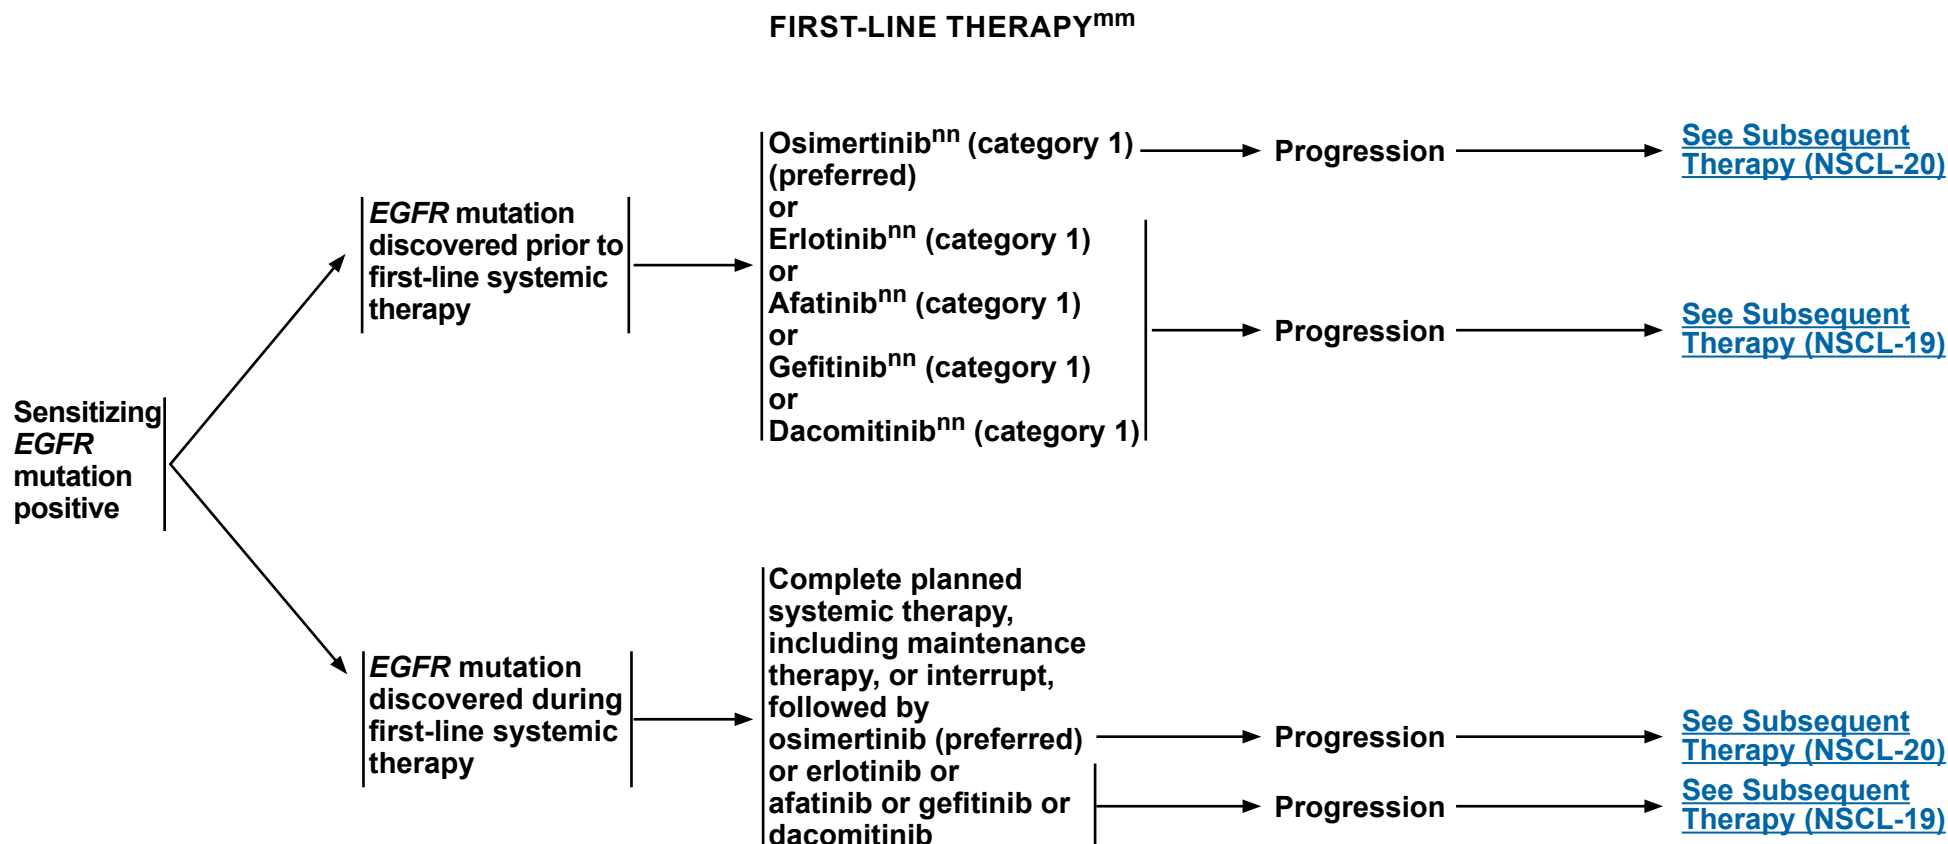 FIRST-LINE THERAPYmm
Sensitizing
EGFR
mutation
positive
EGFR mutation
discovered prior to
first-line systemic
therapy
Osimertinibnn (category 1)
(preferred)
or
Erlotinibnn (category 1)
or
Afatinibnn (category 1)
or
Gefitinibnn (category 1)
or
Dacomitinibnn (category 1)
Progression
See Subsequent
Therapy (NSCL-20)
Progression
See Subsequent
Therapy (NSCL-19)
EGFR mutation
discovered during
first-line systemic
therapy
Complete planned
systemic therapy,
including maintenance
therapy, or interrupt,
followed by
osimertinib (preferred)
or erlotinib or
afatinib or gefitinib or
dacomitinib
Progression
See Subsequent
Therapy (NSCL-20)
Progression
See Subsequent
Therapy (NSCL-19)